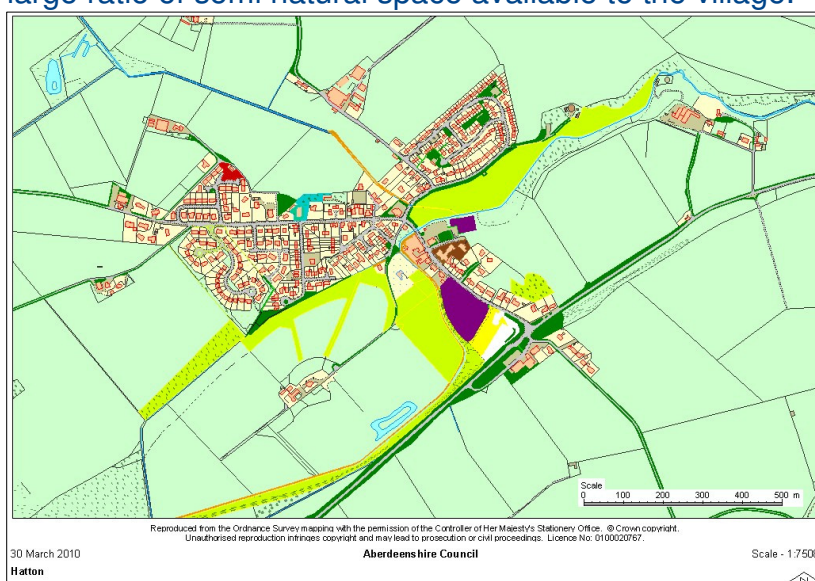 large ratio of semi natural space available to the village.
Scale
0 100 200 300 400 500 m
Reproduced from the Ordnance Survey mapping with the permission of the Controller of Her Majesty's Stationery Office. © Crown copyright.
Unauthorised reproduction infringes copyright and may lead to prosecution or civil proceedings. Licence No: 0100020767.
30 March 2010 Aberdeenshire Council Scale - 1:7508
Hatton
N